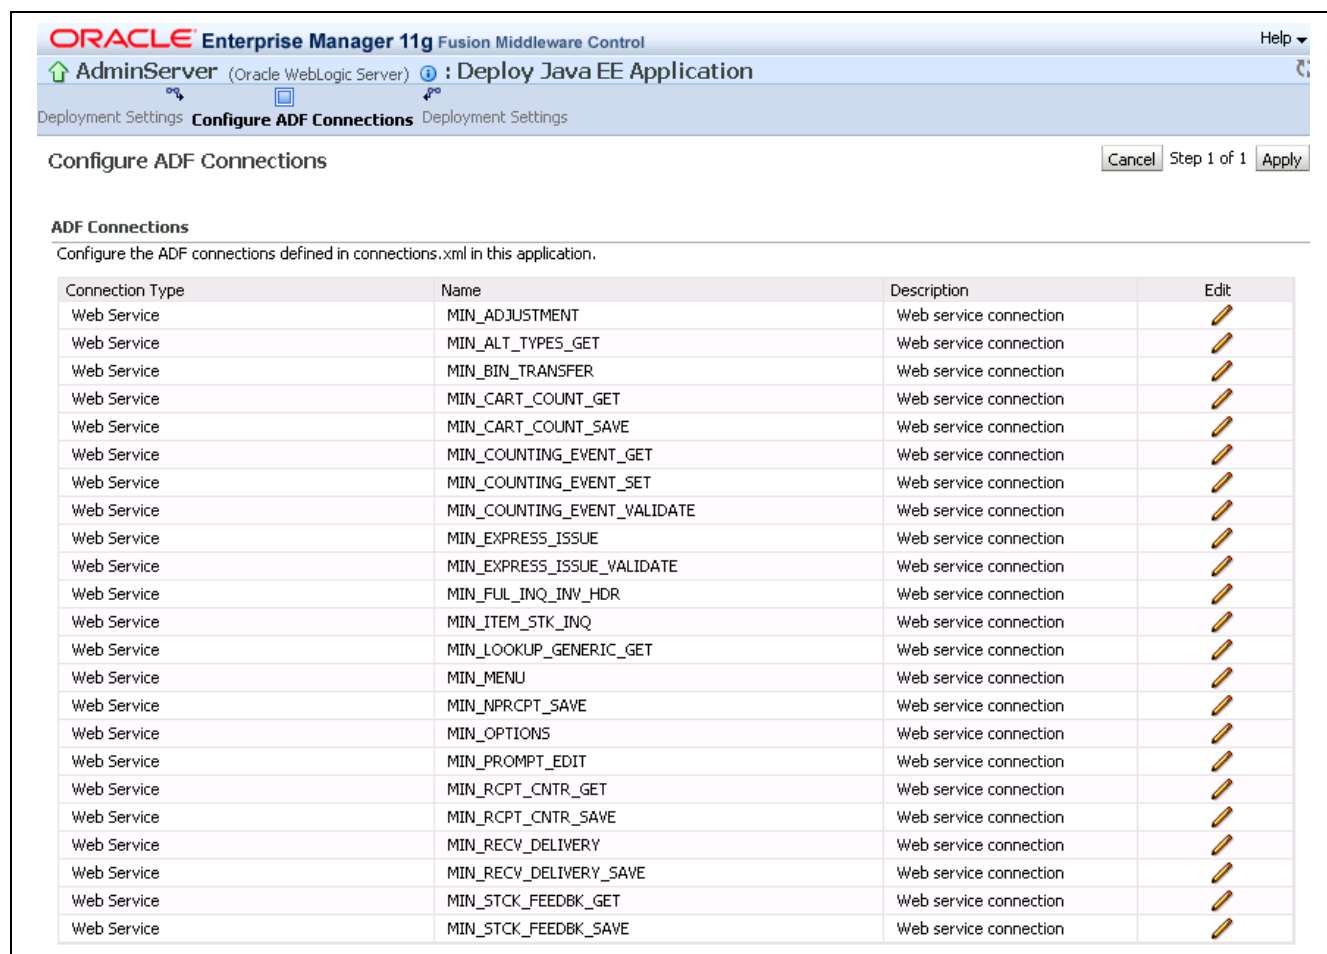 ORACLE Enterprise Manager 11g Fusion Middleware Control Help
AdminServer (Oracle WebLogic Server) : Deploy Java EE Application
Deployment Settings Configure ADF Connections Deployment Settings
Configure ADF Connections Cancel Step 1 of 1 Apply
ADF Connections
Configure the ADF connections defined in connections.xml in this application.
Connection Type Name Description Edit
Web Service MIN_ADJUSTMENT Web service connection
Web Service MIN_ALT_TYPES_GET Web service connection
Web Service MIN_BIN_TRANSFER Web service connection
Web Service MIN_CART_COUNT_GET Web service connection
Web Service MIN_CART_COUNT_SAVE Web service connection
Web Service MIN_COUNTING_EVENT_GET Web service connection
Web Service MIN_COUNTING_EVENT_SET Web service connection
Web Service MIN_COUNTING_EVENT_VALIDATE Web service connection
Web Service MIN_EXPRESS_ISSUE Web service connection
Web Service MIN_EXPRESS_ISSUE_VALIDATE Web service connection
Web Service MIN_FUL_INQ_INV_HDR Web service connection
Web Service MIN_ITEM_STK_INQ Web service connection
Web Service MIN_LOOKUP_GENERIC_GET Web service connection
Web Service MIN_MENU Web service connection
Web Service MIN_NPRCPT_SAVE Web service connection
Web Service MIN_OPTIONS Web service connection
Web Service MIN_PROMPT_EDIT Web service connection
Web Service MIN_RCPT_CNTR_GET Web service connection
Web Service MIN_RCPT_CNTR_SAVE Web service connection
Web Service MIN_RECV_DELIVERY Web service connection
Web Service MIN_RECV_DELIVERY_SAVE Web service connection
Web Service MIN_STCK_FEEDBK_GET Web service connection
Web Service MIN_STCK_FEEDBK_SAVE Web service connection